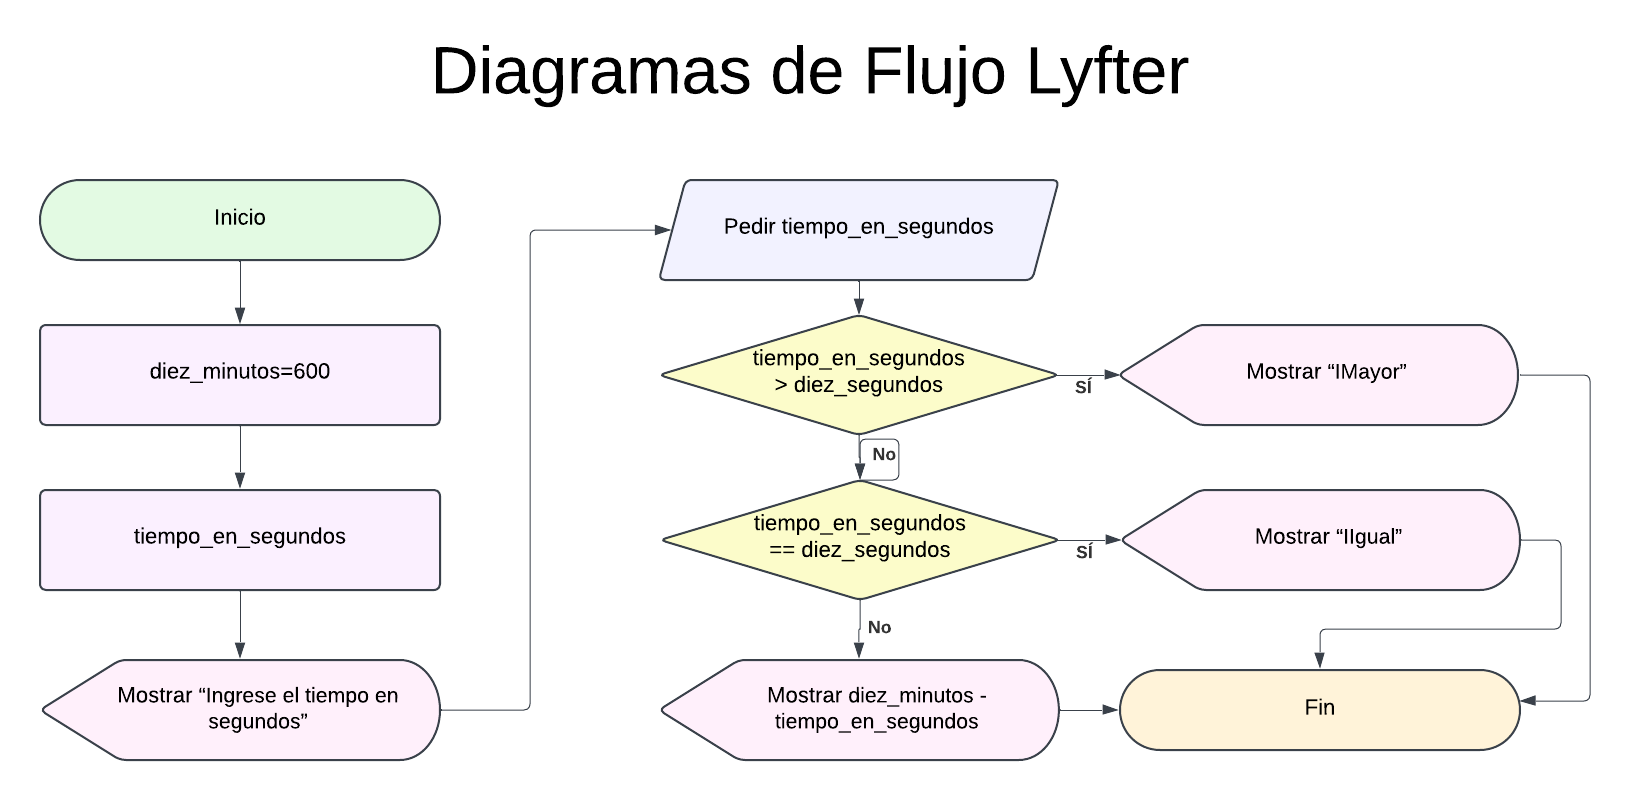 Diagramas de Flujo Lyfter
Inicio
diez_minutos=600
tiempo_en_segundos
Mostrar “Ingrese el tiempo en
segundos”
Pedir tiempo_en_segundos
tiempo_en_segundos
> diez_segundos
SÍ
Mostrar “IMayor”
No
tiempo_en_segundos
== diez_segundos
SÍ
Mostrar “IIgual”
No
Mostrar diez_minutos -
tiempo_en_segundos
Fin